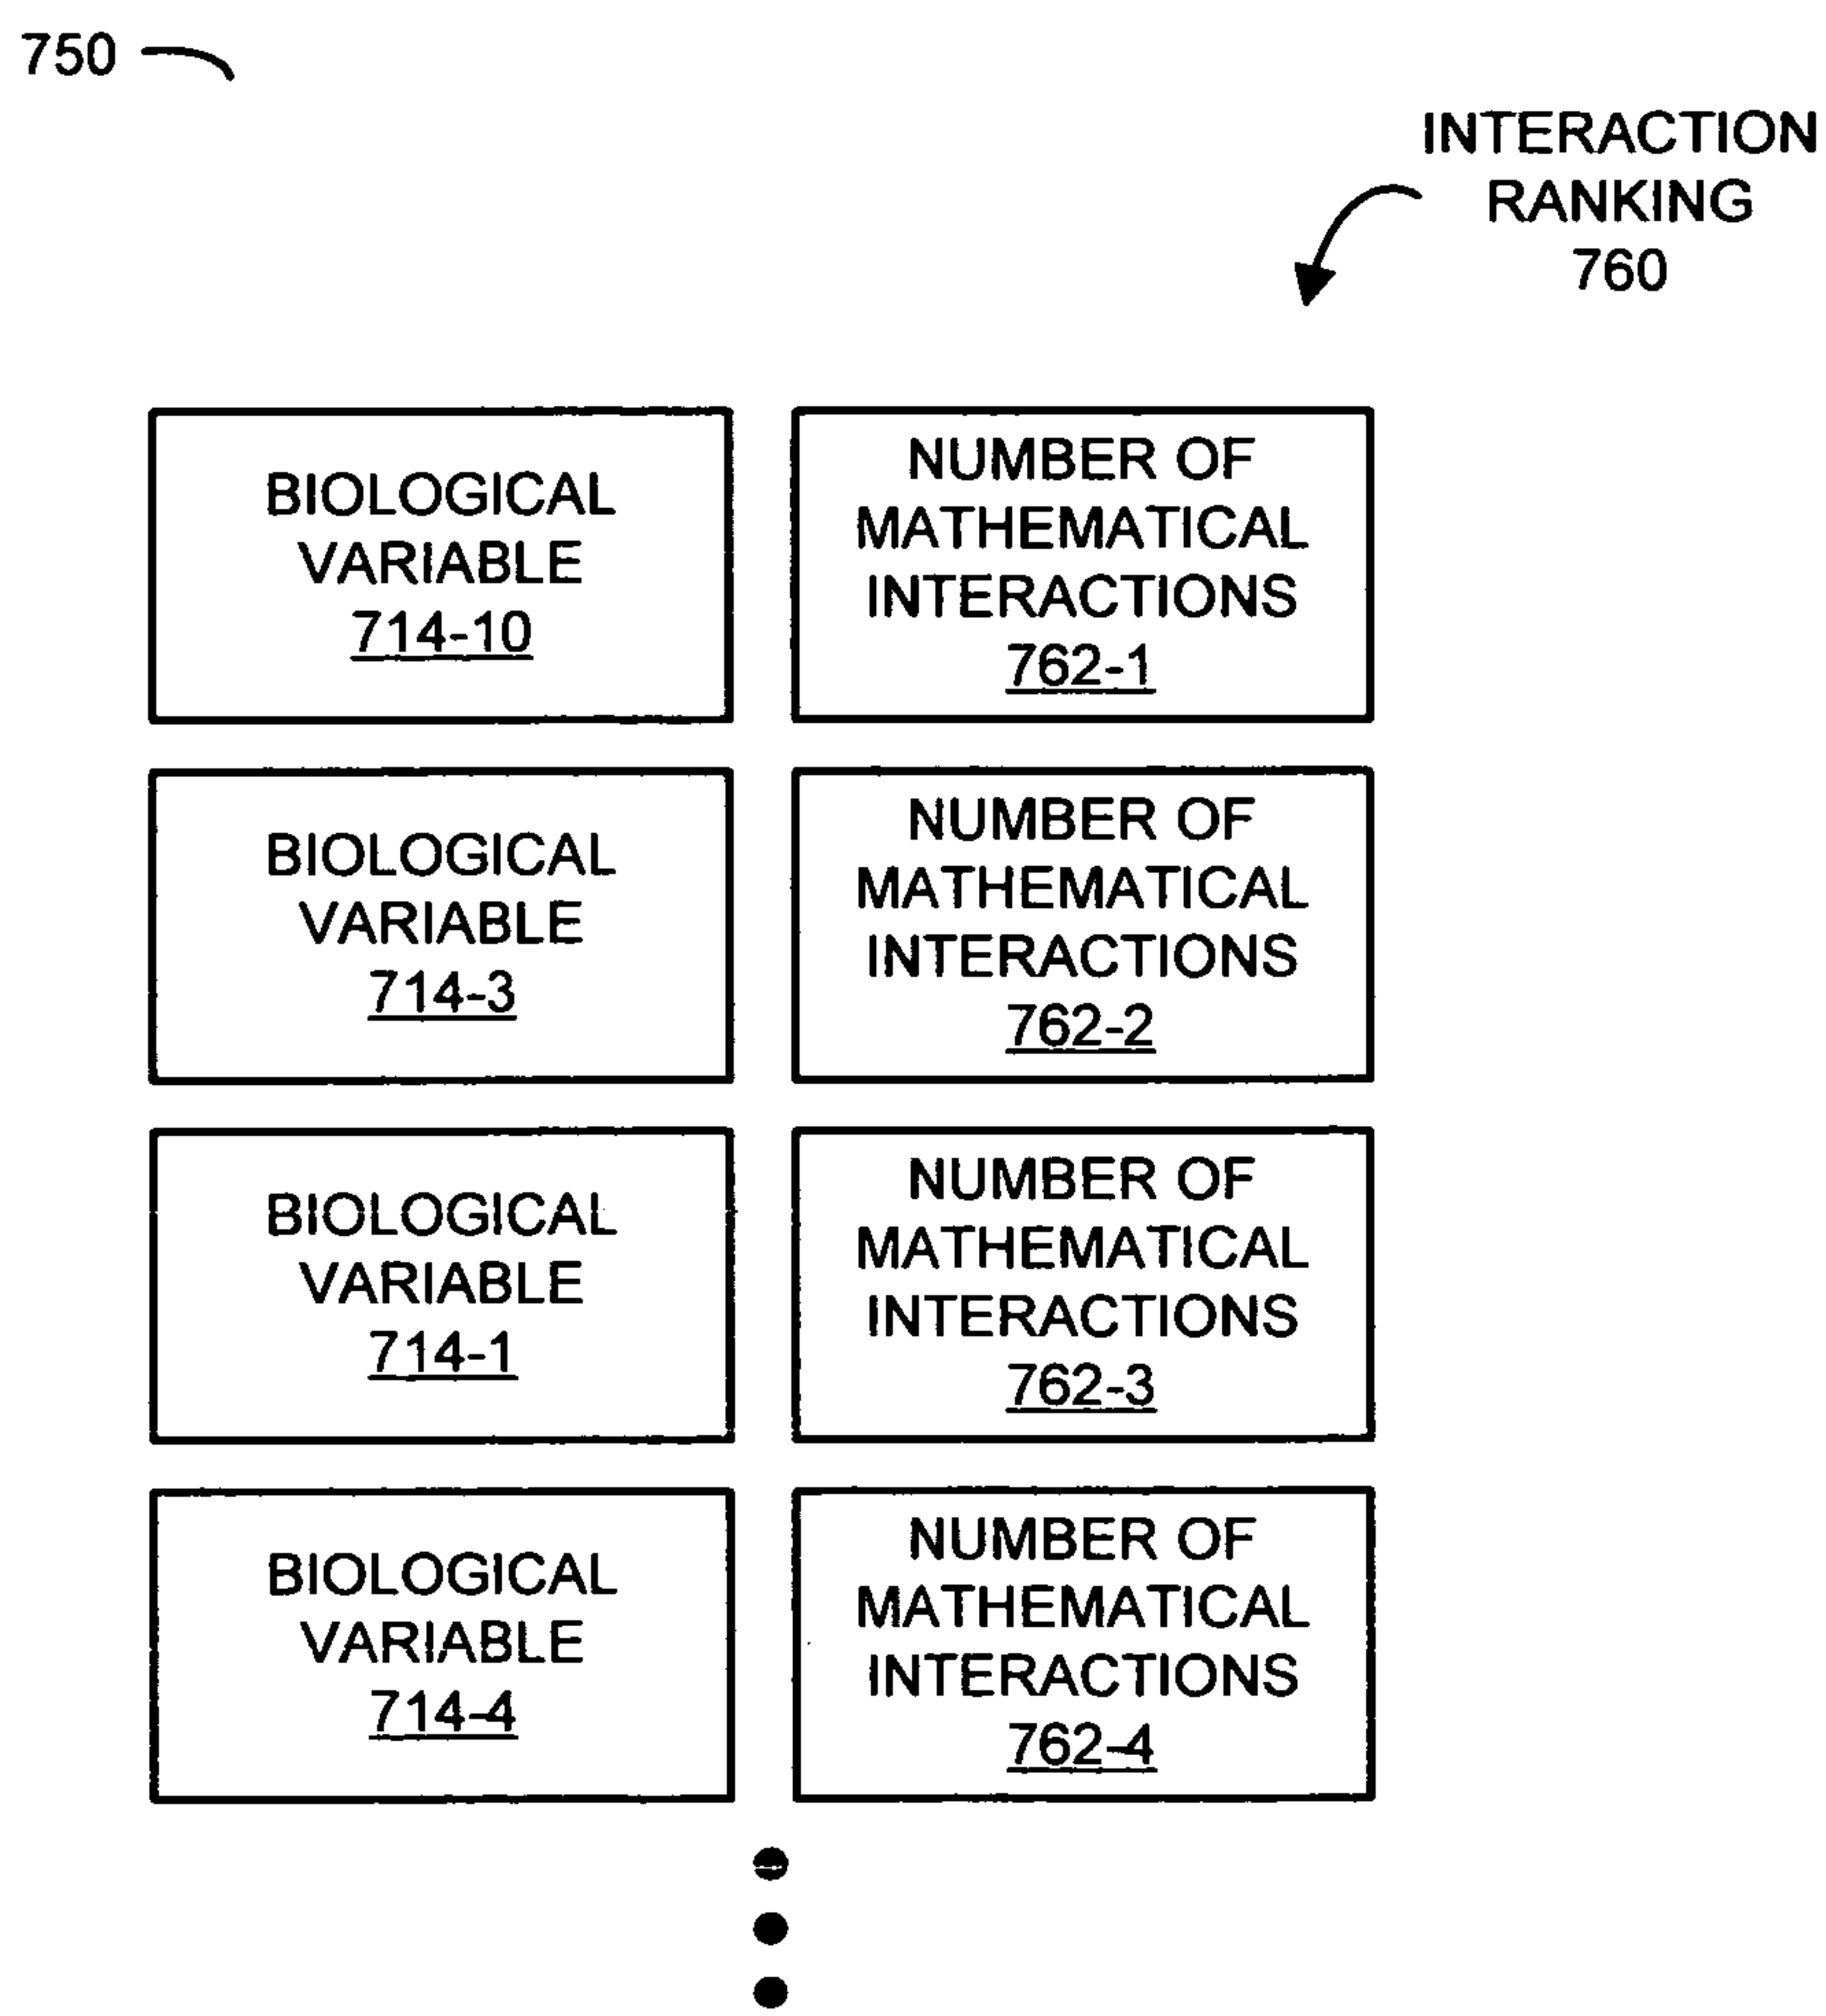 750
INTERACTION
RANKING
760
BIOLOGICAL
VARIABLE
714-10
NUMBER OF
MATHEMATICAL
INTERACTIONS
762-1
BIOLOGICAL
VARIABLE
714-3
NUMBER OF
MATHEMATICAL
INTERACTIONS
762-2
BIOLOGICAL
VARIABLE
714-1
NUMBER OF
MATHEMATICAL
INTERACTIONS
762-3
BIOLOGICAL
VARIABLE
714-4
NUMBER OF
MATHEMATICAL
INTERACTIONS
762-4